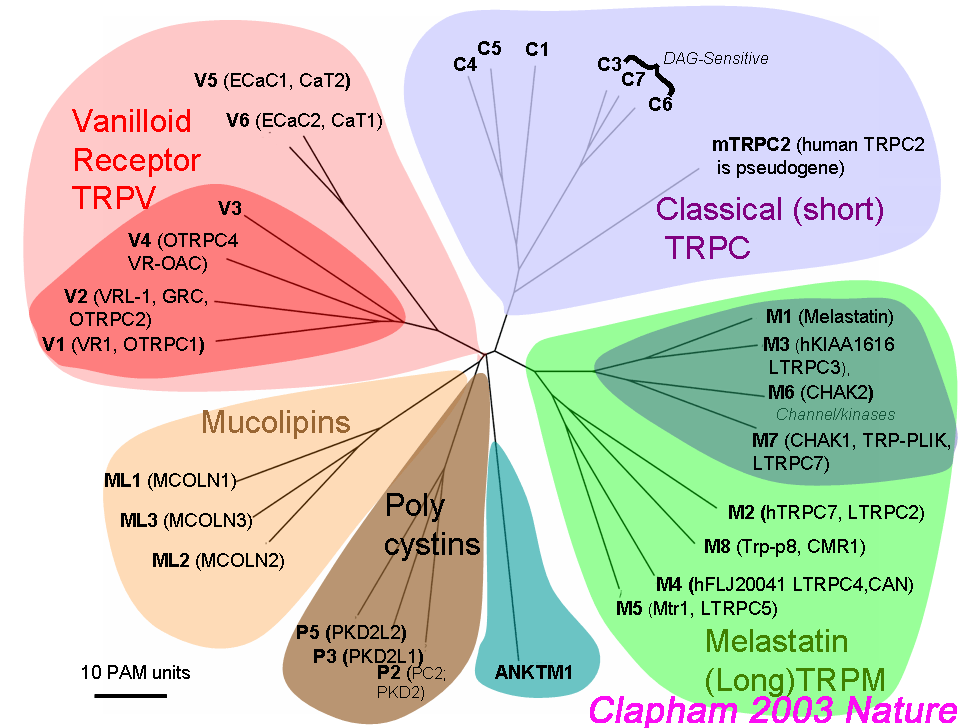 C4
C5
C1
C3
C7
C6
DAG-Sensitive
mTRPC2 (human TRPC2
is pseudogene)
Classical (short)
TRPC
V5 (ECaC1, CaT2)
V6 (ECaC2, CaT1)
Vanilloid
Receptor
TRPV
V3
V4 (OTRPC4
VR-OAC)
V2 (VRL-1, GRC,
OTRPC2)
V1 (VR1, OTRPC1)
M1 (Melastatin)
M3 (hKIAA1616
LTRPC3),
M6 (CHAK2)
Channel/kinases
M7 (CHAK1, TRP-PLIK,
LTRPC7)
M2 (hTRPC7, LTRPC2)
M8 (Trp-p8, CMR1)
M4 (hFLJ20041 LTRPC4,CAN)
M5 (Mtr1, LTRPC5)
Melastatin
(Long)TRPM
Mucolipins
ML1 (MCOLN1)
ML3 (MCOLN3)
ML2 (MCOLN2)
Poly
cystins
P5 (PKD2L2)
P3 (PKD2L1)
P2 (PC2;
PKD2)
ANKTM1
10 PAM units
Clapham 2003 Nature